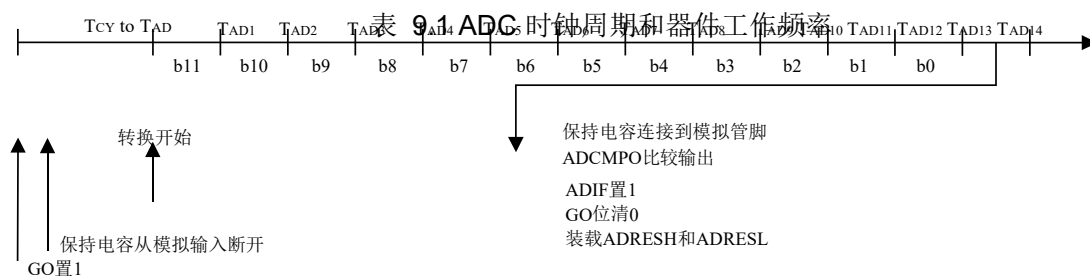 表 9.1 ADC 时钟周期和器件工作频率
TCY to TAD TAD1 TAD2 TAD3 TAD4 TAD5 TAD6 TAD7 TAD8 TAD9 TAD10 TAD11 TAD12 TAD13 TAD14
b11 b10 b9 b8 b7 b6 b5 b4 b3 b2 b1 b0
转换开始
保持电容连接到模拟管脚
ADCMPO比较输出
ADIF置1
GO位清0
装载ADRESH和ADRESL
保持电容从模拟输入断开
GO置1